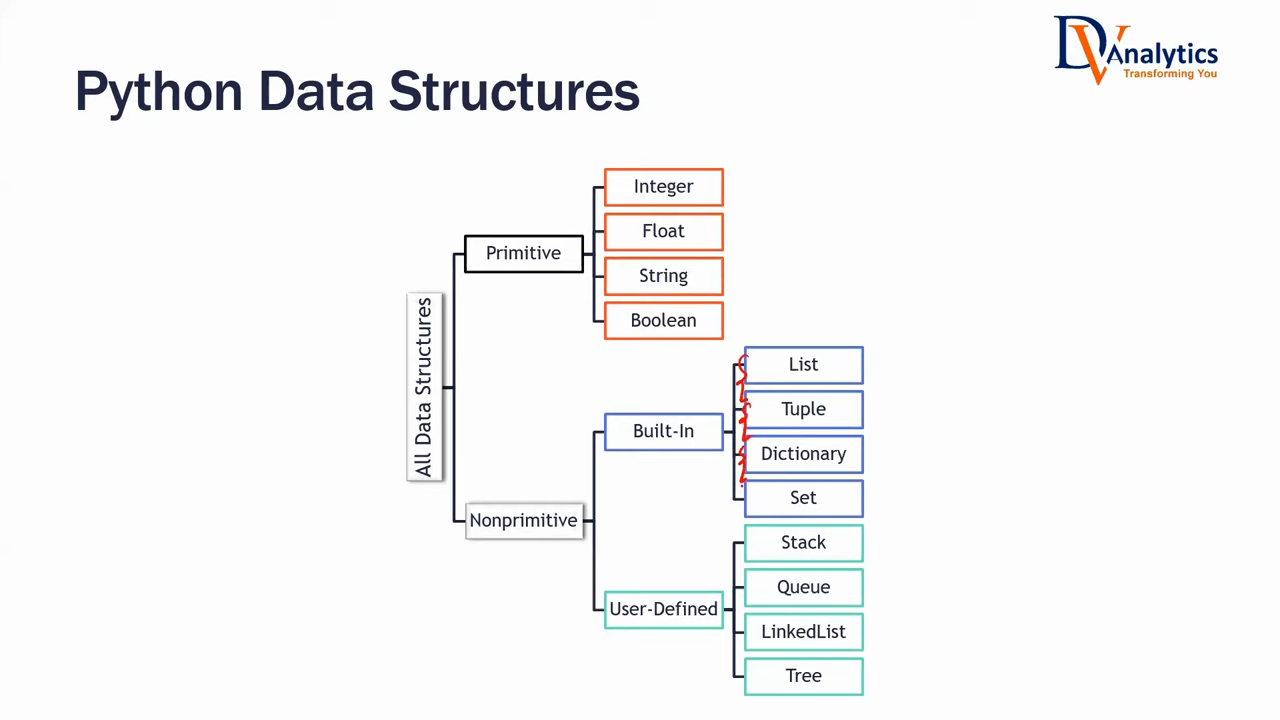 DV Analytics
Transforming You
Python Data Structures
All Data Structures
Primitive
Integer
Float
String
Boolean
Nonprimitive
Built-In
List
Tuple
Dictionary
Set
User-Defined
Stack
Queue
LinkedList
Tree